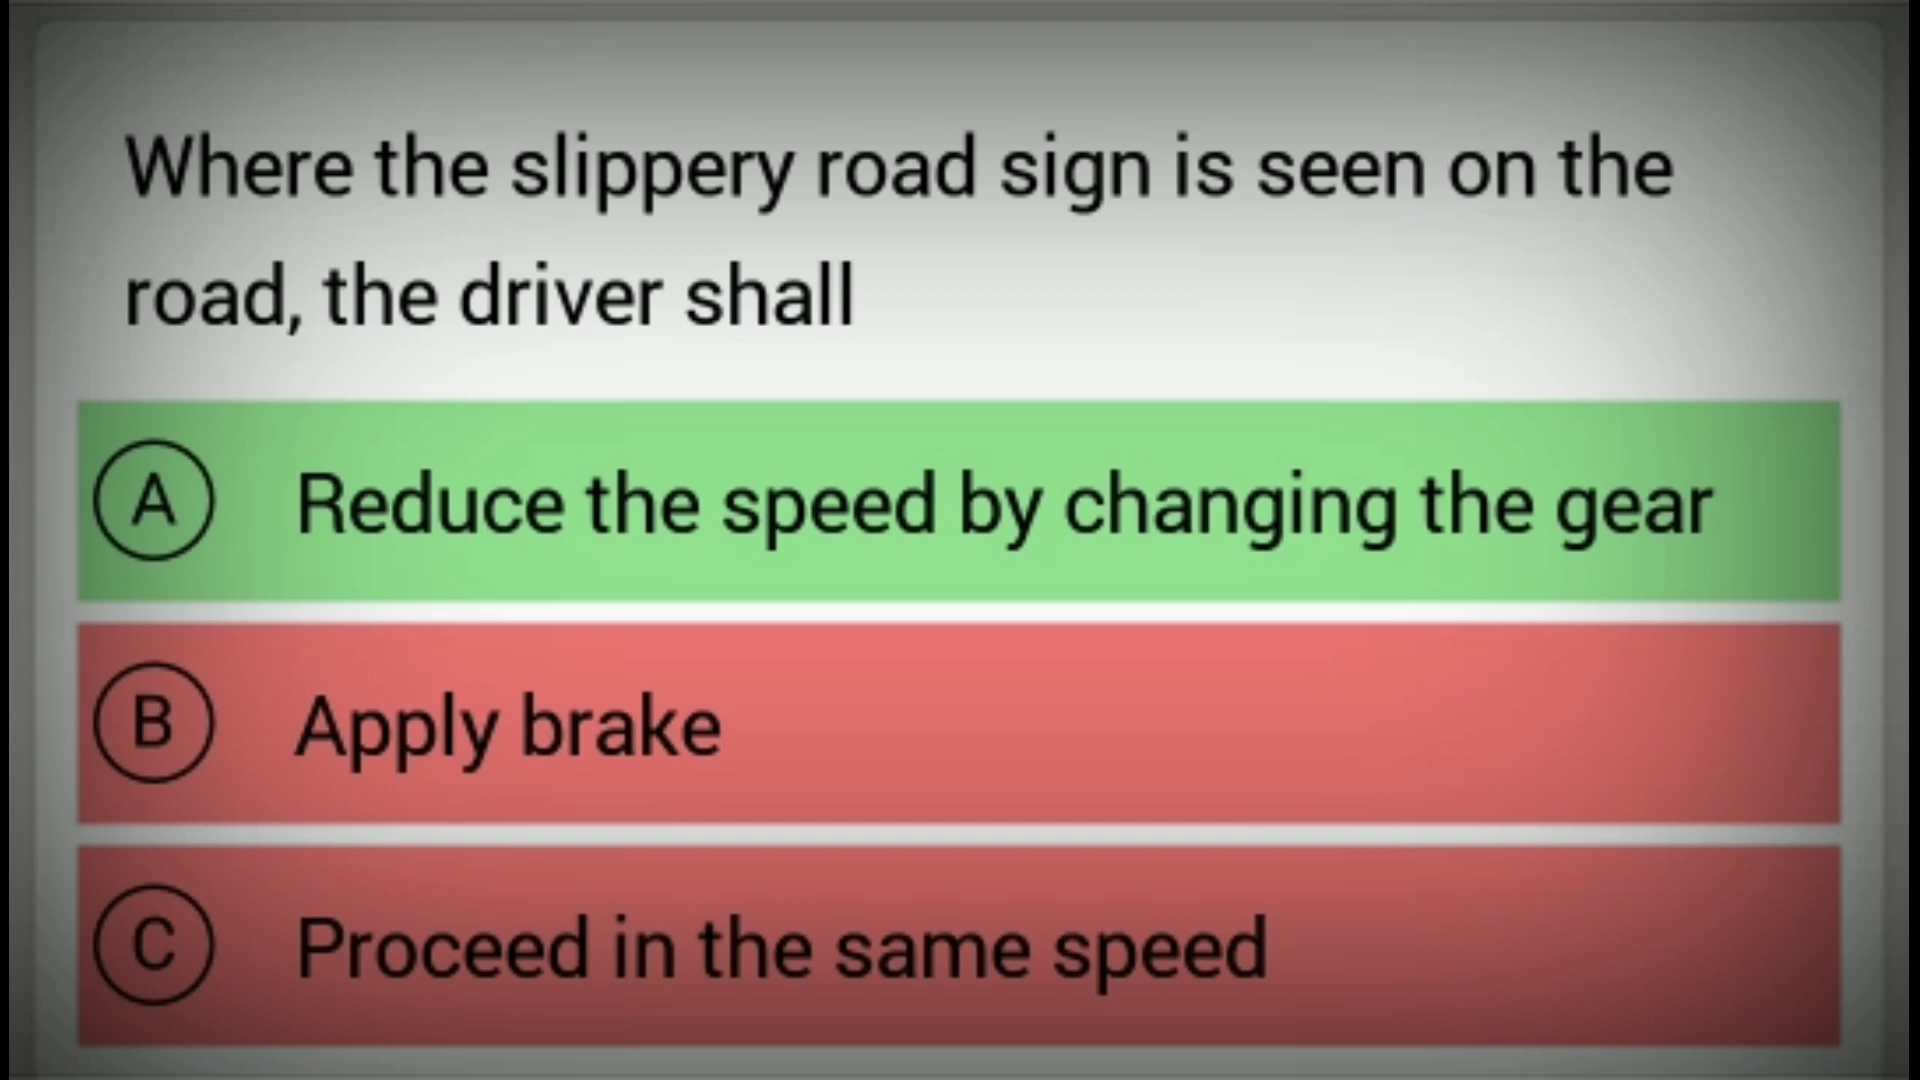 Where the slippery road sign is seen on the
road, the driver shall
A Reduce the speed by changing the gear
B Apply brake
C Proceed in the same speed